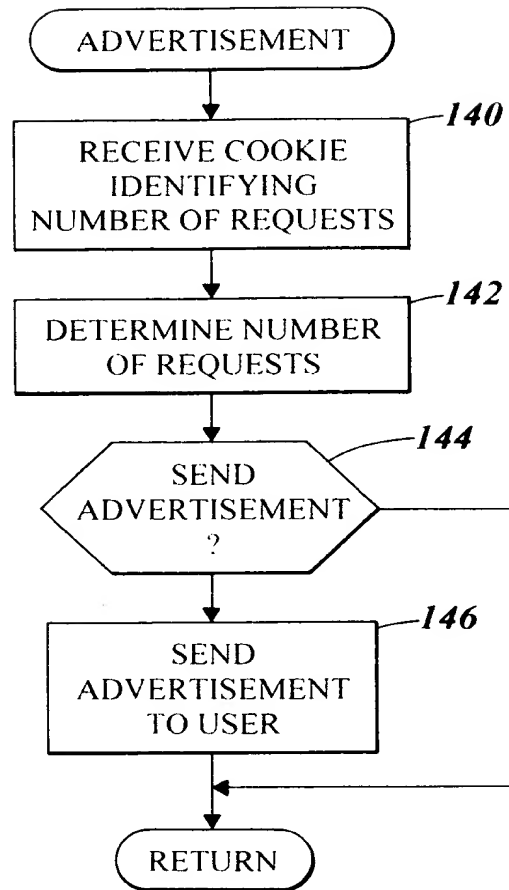 ADVERTISEMENT
140
RECEIVE COOKIE
IDENTIFYING
NUMBER OF REQUESTS
142
DETERMINE NUMBER
OF REQUESTS
144
SEND
ADVERTISEMENT
?
146
SEND
ADVERTISEMENT
TO USER
RETURN